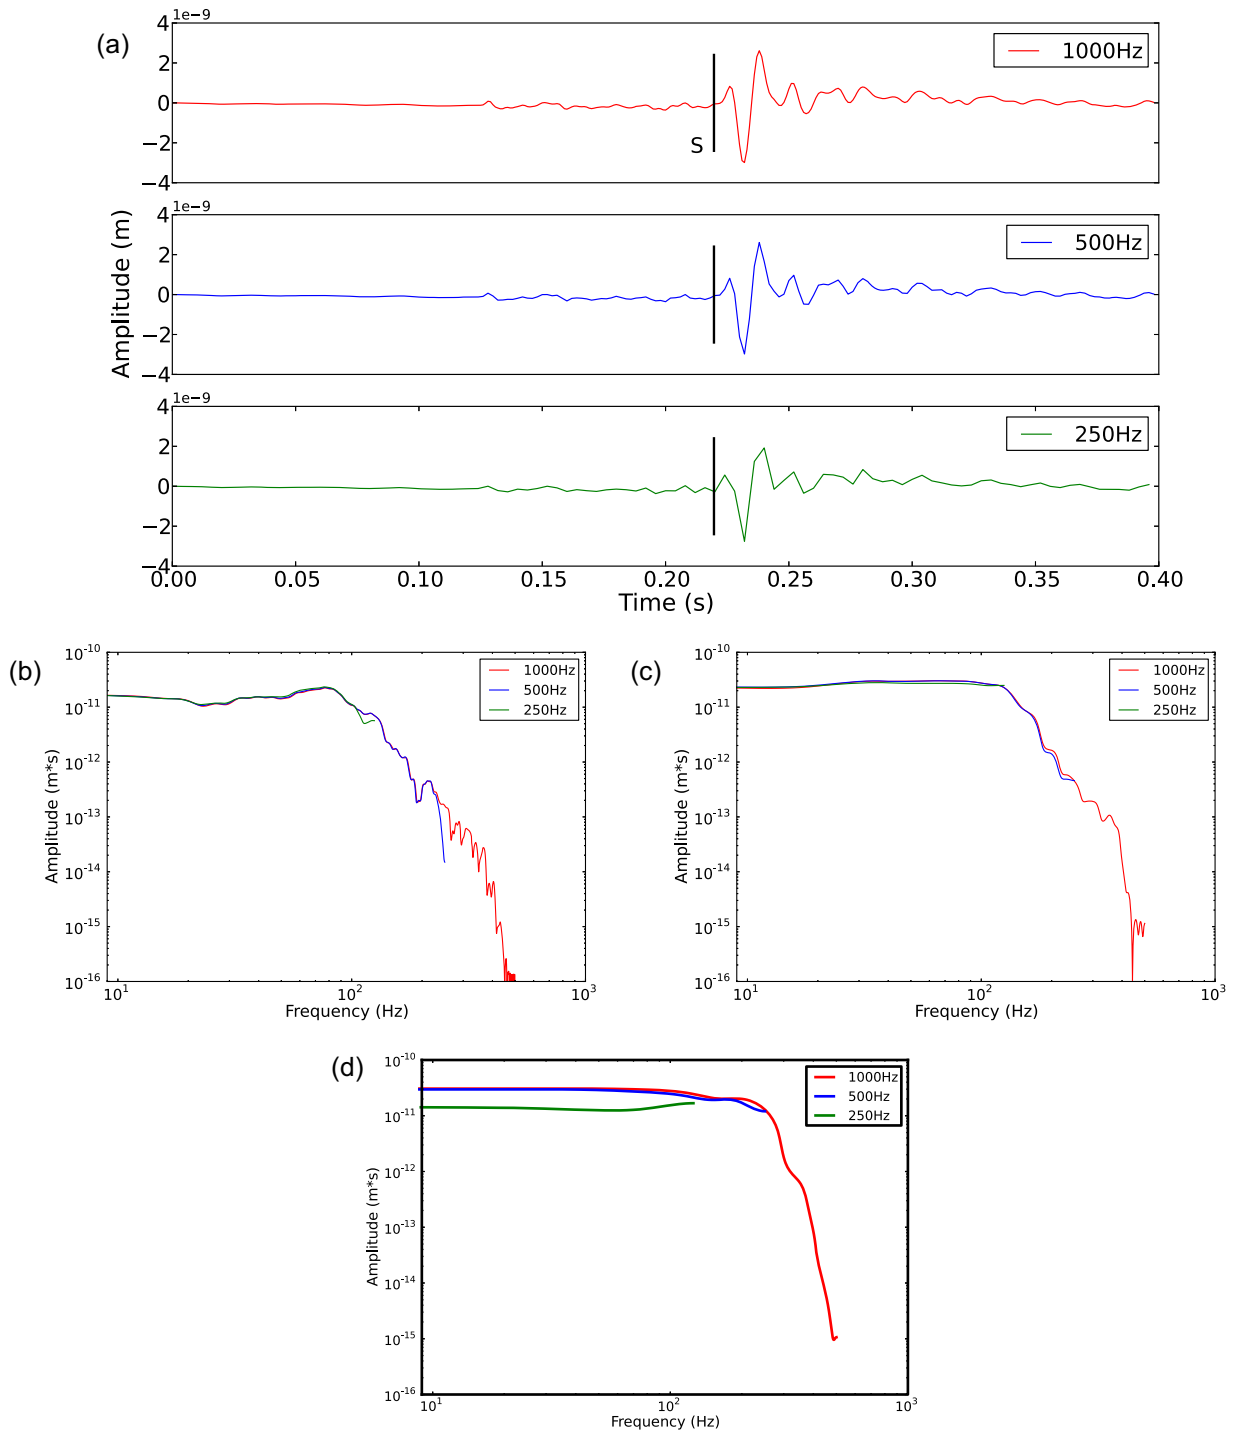 (a)
1e−9
4
2
0
−2
−4
1000Hz
S
1e−9
4
2
0
−2
−4
500Hz
Amplitude (m)
1e−9
4
2
0
−2
−4
250Hz
0.00 0.05 0.10 0.15 0.20 0.25 0.30 0.35 0.40
Time (s)
(b)
10^-10
10^-11
10^-12
10^-13
10^-14
10^-15
10^-16
Amplitude (m*s)
1000Hz
500Hz
250Hz
10^1 10^2 10^3
Frequency (Hz)
(c)
10^-10
10^-11
10^-12
10^-13
10^-14
10^-15
10^-16
Amplitude (m*s)
1000Hz
500Hz
250Hz
10^1 10^2 10^3
Frequency (Hz)
(d)
10^-10
10^-11
10^-12
10^-13
10^-14
10^-15
10^-16
Amplitude (m*s)
1000Hz
500Hz
250Hz
10^1 10^2 10^3
Frequency (Hz)